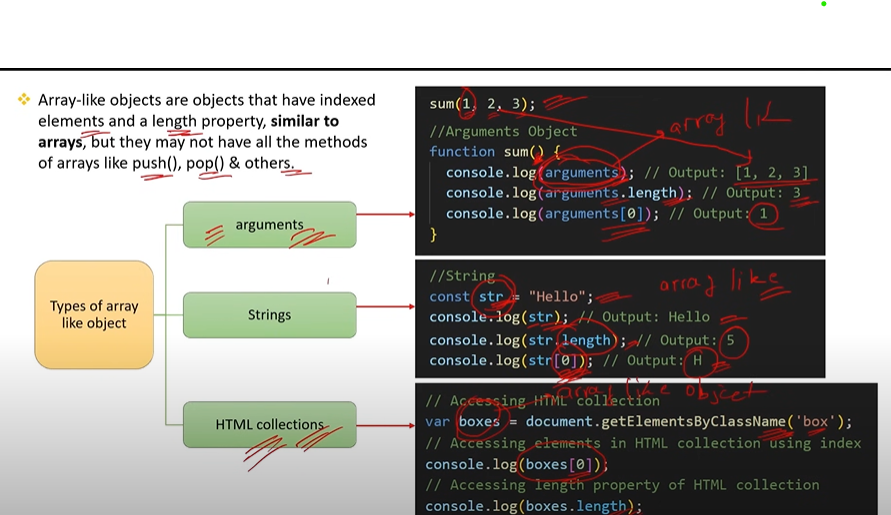 Array-like objects are objects that have indexed
elements and a length property, similar to
arrays, but they may not have all the methods
of arrays like push(), pop() & others.
Types of array
like object
arguments
Strings
HTML collections
sum(1, 2, 3);
//Arguments Object
function sum() {
console.log(arguments); // Output: [1, 2, 3]
console.log(arguments.length); // Output: 3
console.log(arguments[0]); // Output: 1
}
array li
//String
const str = "Hello";
console.log(str); // Output: Hello
console.log(str.length); // Output: 5
console.log(str[0]); // Output: H
array like
array like object
// Accessing HTML collection
var boxes = document.getElementsByClassName('box');
// Accessing elements in HTML collection using index
console.log(boxes[0]);
// Accessing length property of HTML collection
console.log(boxes.length);